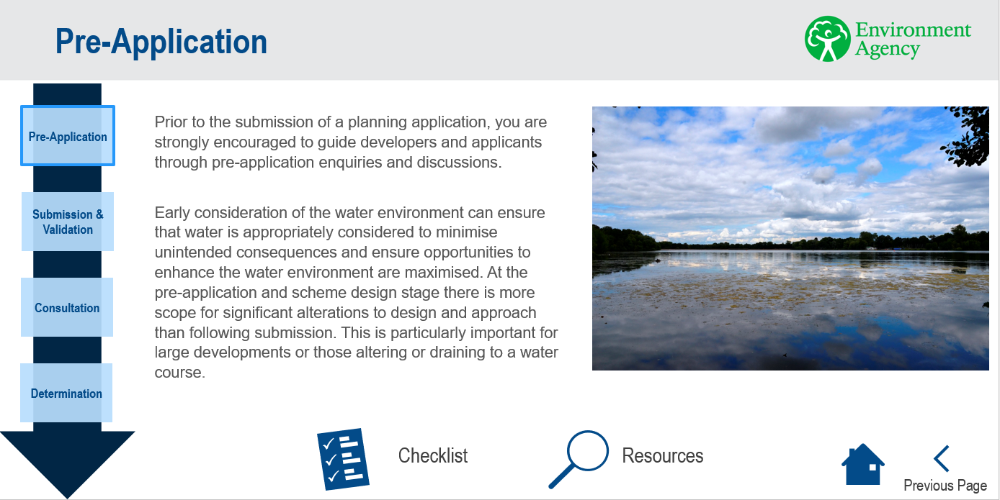 Pre-Application
Environment
Agency
Pre-Application
Submission &
Validation
Consultation
Determination
Prior to the submission of a planning application, you are
strongly encouraged to guide developers and applicants
through pre-application enquiries and discussions.
Early consideration of the water environment can ensure
that water is appropriately considered to minimise
unintended consequences and ensure opportunities to
enhance the water environment are maximised. At the
pre-application and scheme design stage there is more
scope for significant alterations to design and approach
than following submission. This is particularly important for
large developments or those altering or draining to a water
course.
Checklist
Resources
Previous Page